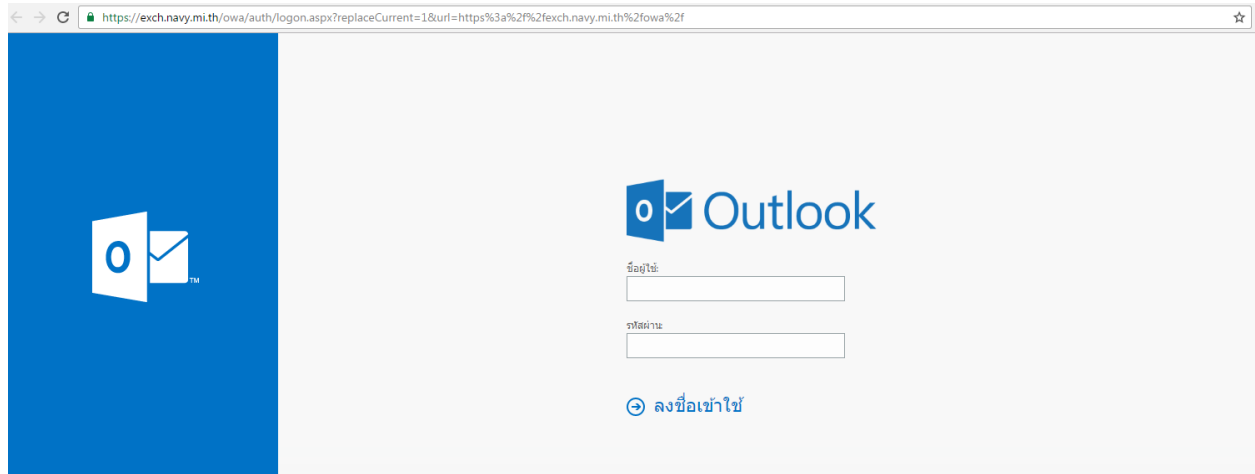 https://exch.navy.mi.th/owa/auth/logon.aspx?replaceCurrent=1&url=https%3a%2f%2fexch.navy.mi.th%2fowa%2f
O
TM
O Outlook
ชื่อผู้ใช้:
รหัสผ่าน:
ลงชื่อเข้าใช้